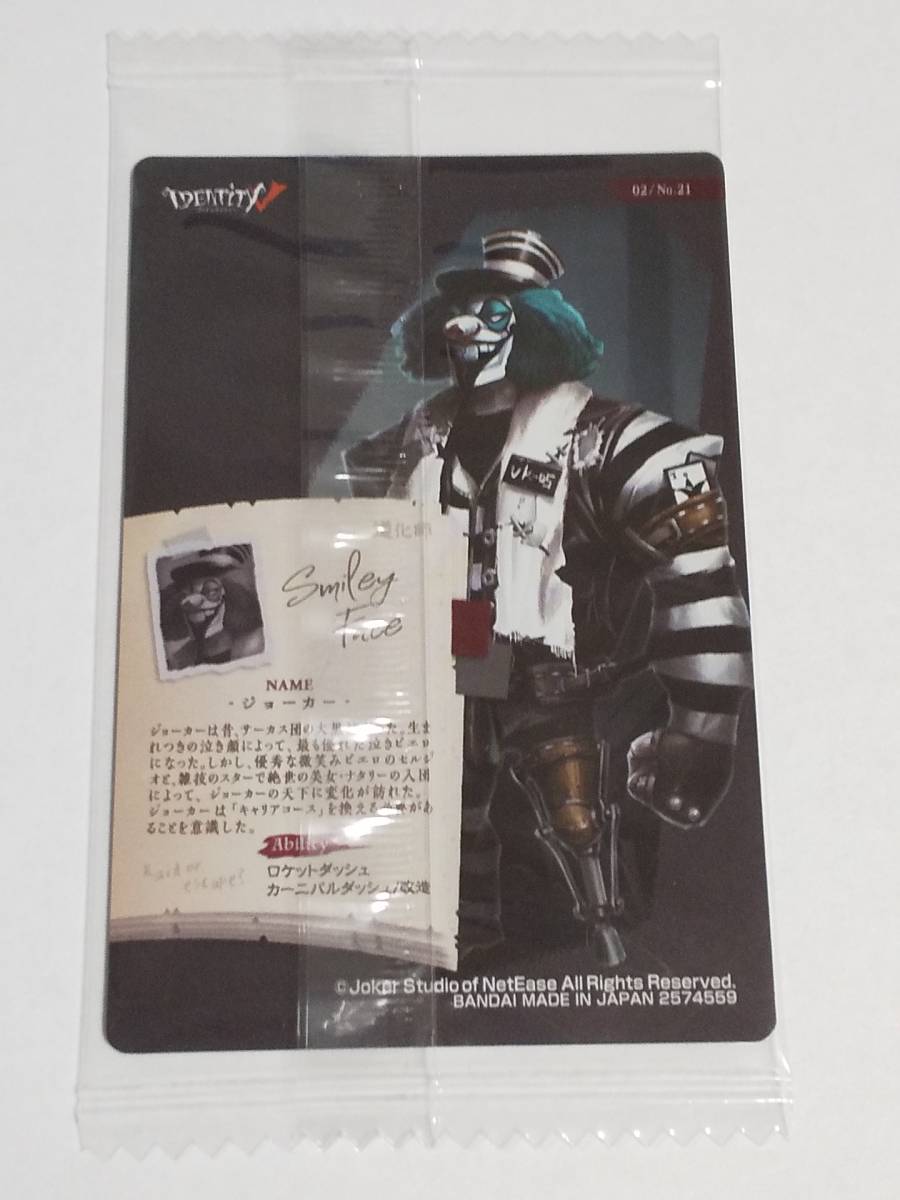 IDENTITY V
02/No.21
VK-05
道化師
Smiley
Face
NAME
-ジョーカー-
ジョーカーは昔、サーカス団の大黒 った。生ま
れつきの泣き顔によって、最も優れた泣きピエロ
になった。しかし、優秀な微笑みピエロのセルジ
オと、雑技のスターで絶世の美女・ナタリーの入団
によって、ジョーカーの天下に変化が訪れた。
ジョーカーは「キャリアコース」を換える があ
ることを意識した。
Ability
ロケットダッシュ
カーニバルダッシュ/改造
escape?
©Joker Studio of NetEase All Rights Reserved.
BANDAI MADE IN JAPAN 2574559